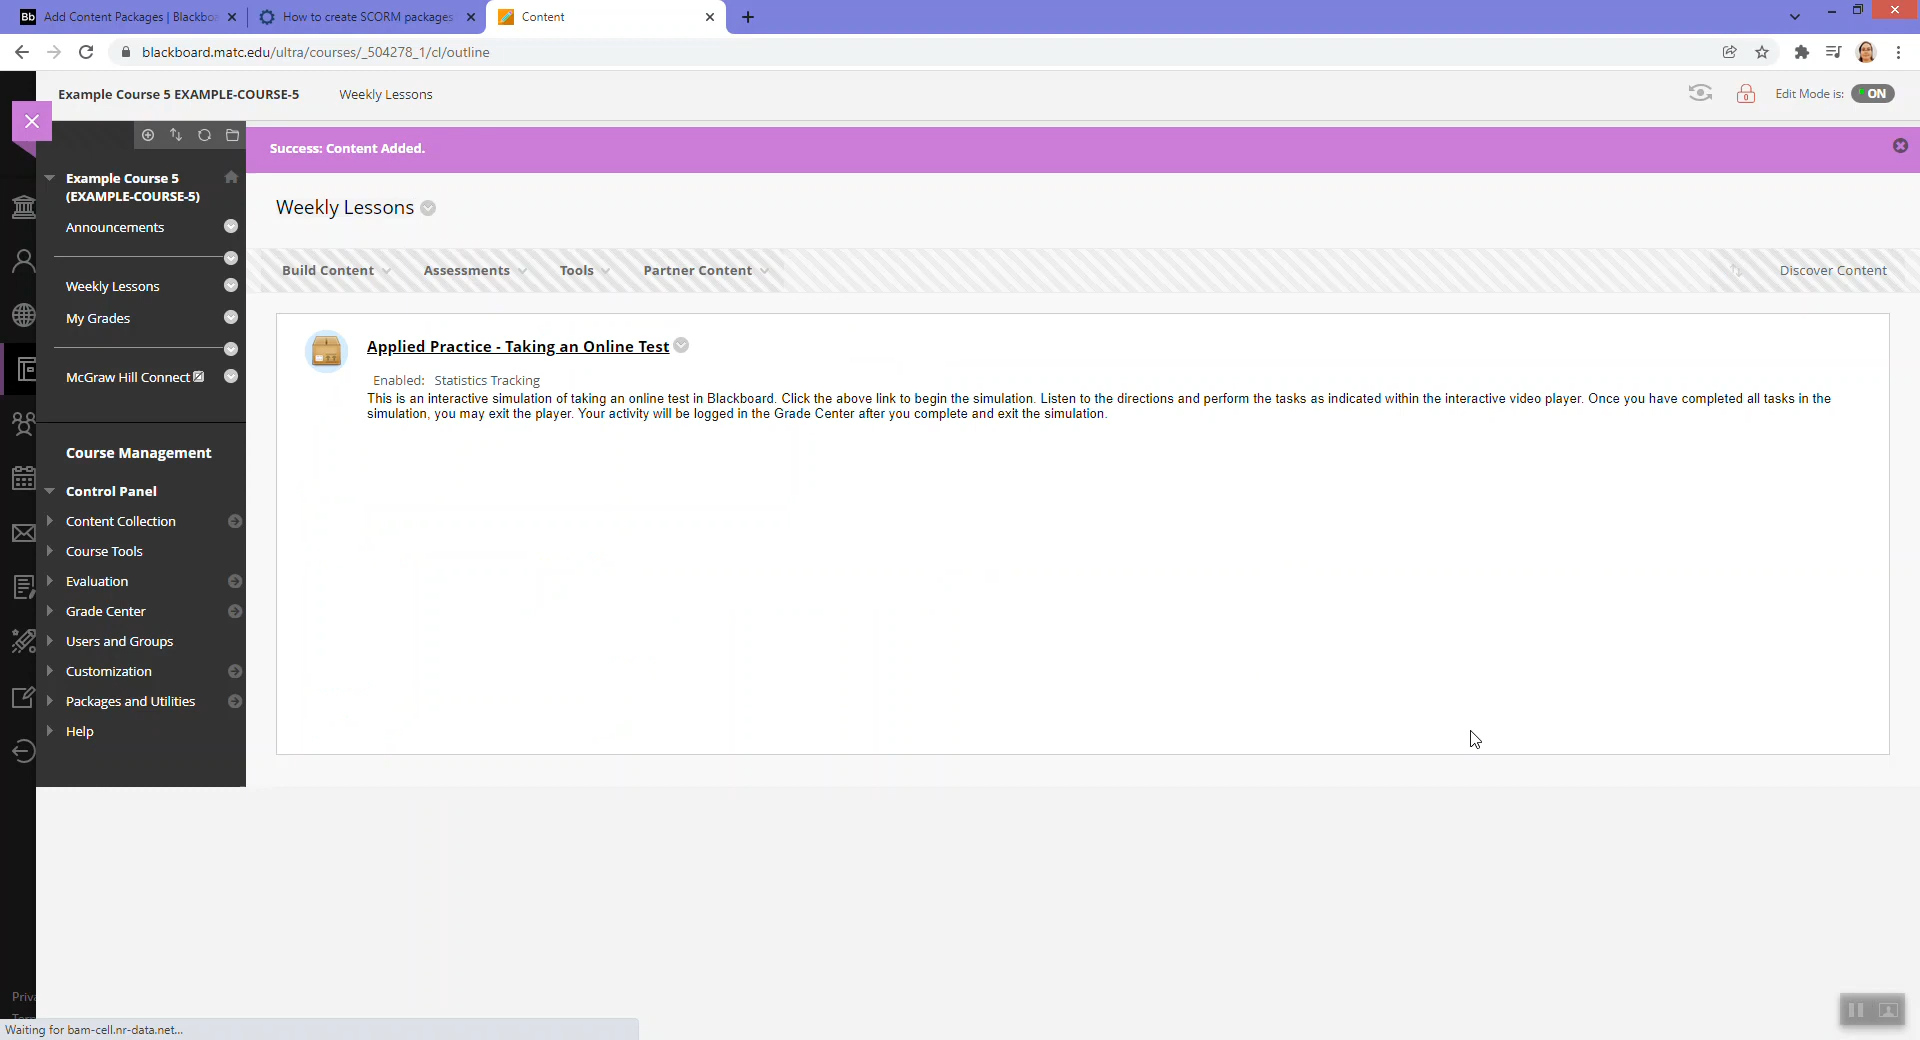 Bb Add Content Packages | Blackboa
How to create SCORM packages
Content
blackboard.matc.edu/ultra/courses/_504278_1/cl/outline
Example Course 5 EXAMPLE-COURSE-5
Weekly Lessons
Edit Mode is:
ON
Success: Content Added.
Example Course 5
(EXAMPLE-COURSE-5)
Announcements
Weekly Lessons
My Grades
McGraw Hill Connect
Course Management
Control Panel
Content Collection
Course Tools
Evaluation
Grade Center
Users and Groups
Customization
Packages and Utilities
Help
Weekly Lessons
Build Content
Assessments
Tools
Partner Content
Discover Content
Applied Practice - Taking an Online Test
Enabled: Statistics Tracking
This is an interactive simulation of taking an online test in Blackboard. Click the above link to begin the simulation. Listen to the directions and perform the tasks as indicated within the interactive video player. Once you have completed all tasks in the
simulation, you may exit the player. Your activity will be logged in the Grade Center after you complete and exit the simulation.
Priva
Waiting for bam-cell.nr-data.net...